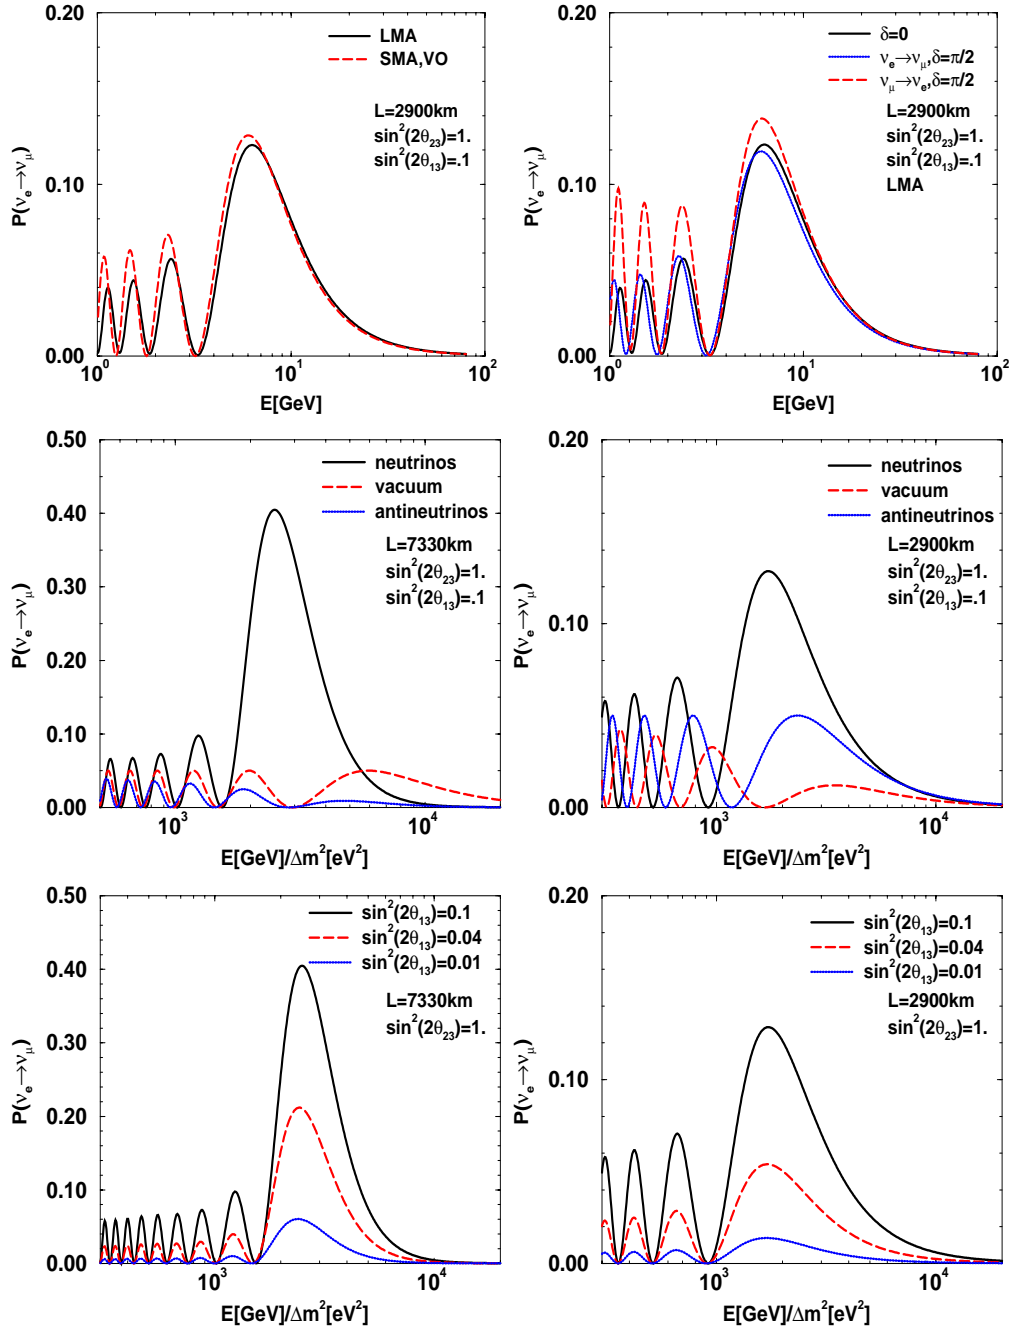 0.20
0.10
0.00
P(νe→νμ)
LMA
SMA,VO
L=2900km
sin²(2θ₂₃)=1.
sin²(2θ₁₃)=.1
10⁰ 10¹ 10²
E[GeV]
0.20
0.10
0.00
P(νe→νμ)
δ=0
νe→νμ,δ=π/2
νμ→νe,δ=π/2
L=2900km
sin²(2θ₂₃)=1.
sin²(2θ₁₃)=.1
LMA
10⁰ 10¹ 10²
E[GeV]
0.50
0.40
0.30
0.20
0.10
0.00
P(νe→νμ)
neutrinos
vacuum
antineutrinos
L=7330km
sin²(2θ₂₃)=1.
sin²(2θ₁₃)=.1
10³ 10⁴
E[GeV]/Δm²[eV²]
0.20
0.10
0.00
P(νe→νμ)
neutrinos
vacuum
antineutrinos
L=2900km
sin²(2θ₂₃)=1.
sin²(2θ₁₃)=.1
10³ 10⁴
E[GeV]/Δm²[eV²]
0.50
0.40
0.30
0.20
0.10
0.00
P(νe→νμ)
sin²(2θ₁₃)=0.1
sin²(2θ₁₃)=0.04
sin²(2θ₁₃)=0.01
L=7330km
sin²(2θ₂₃)=1.
10³ 10⁴
E[GeV]/Δm²[eV²]
0.20
0.10
0.00
P(νe→νμ)
sin²(2θ₁₃)=0.1
sin²(2θ₁₃)=0.04
sin²(2θ₁₃)=0.01
L=2900km
sin²(2θ₂₃)=1.
10³ 10⁴
E[GeV]/Δm²[eV²]